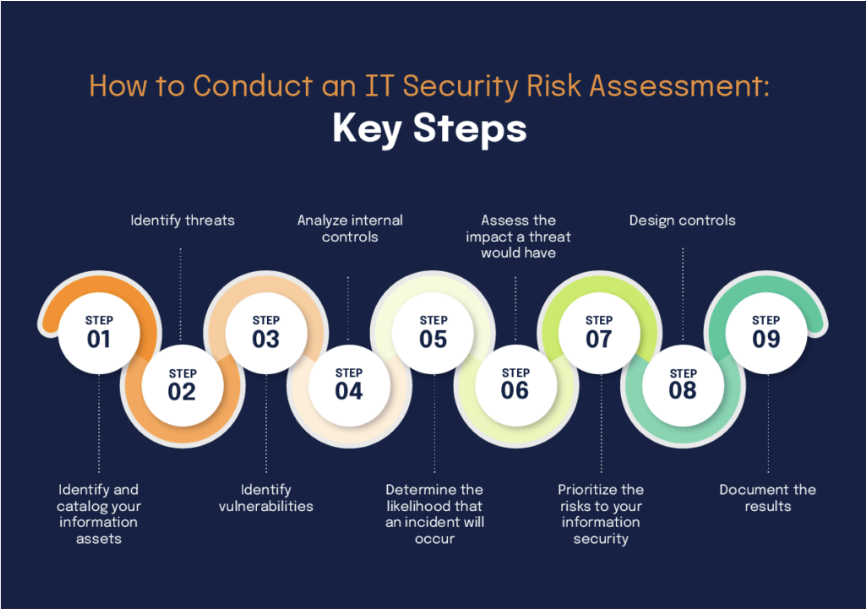 How to Conduct an IT Security Risk Assessment:
Key Steps
Identify threats
Analyze internal
controls
Assess the
impact a threat
would have
Design controls
STEP
01
STEP
02
STEP
03
STEP
04
STEP
05
STEP
06
STEP
07
STEP
08
STEP
09
Identify and
catalog your
information
assets
Identify
vulnerabilities
Determine the
likelihood that
an incident will
occur
Prioritize the
risks to your
information
security
Document the
results